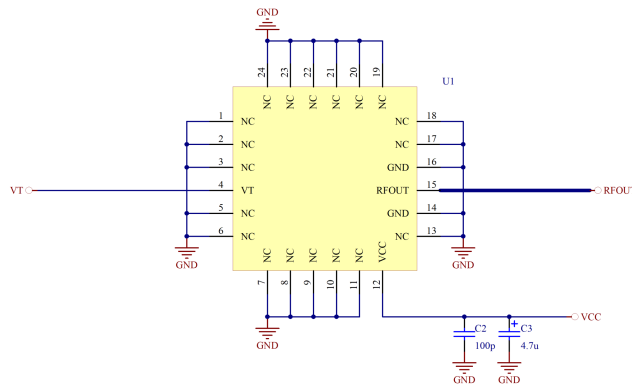 GND
24 23 22 21 20 19
U1
NC NC NC NC NC NC
1 NC NC 18
2 NC NC 17
3 NC GND 16
VT 4 VT RFOUT 15 RFOUT
5 NC GND 14
6 NC NC 13
NC NC NC NC NC VCC
GND GND
7 8 9 10 11 12
VCC
GND
+
C2 C3
100p 4.7u
GND GND